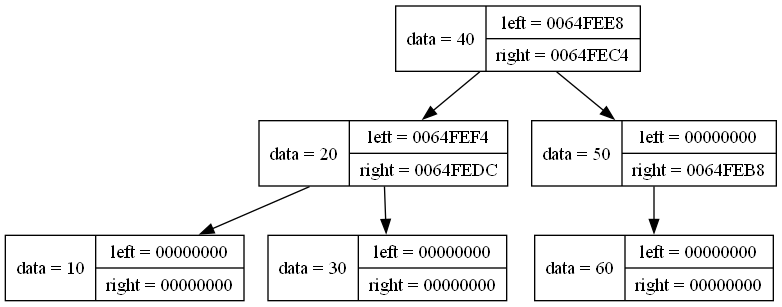 left = 0064FEE8
data = 40
right = 0064FEC4
left = 0064FEF4
data = 20
right = 0064FEDC
left = 00000000
data = 50
right = 0064FEB8
left = 00000000
data = 10
right = 00000000
left = 00000000
data = 30
right = 00000000
left = 00000000
data = 60
right = 00000000